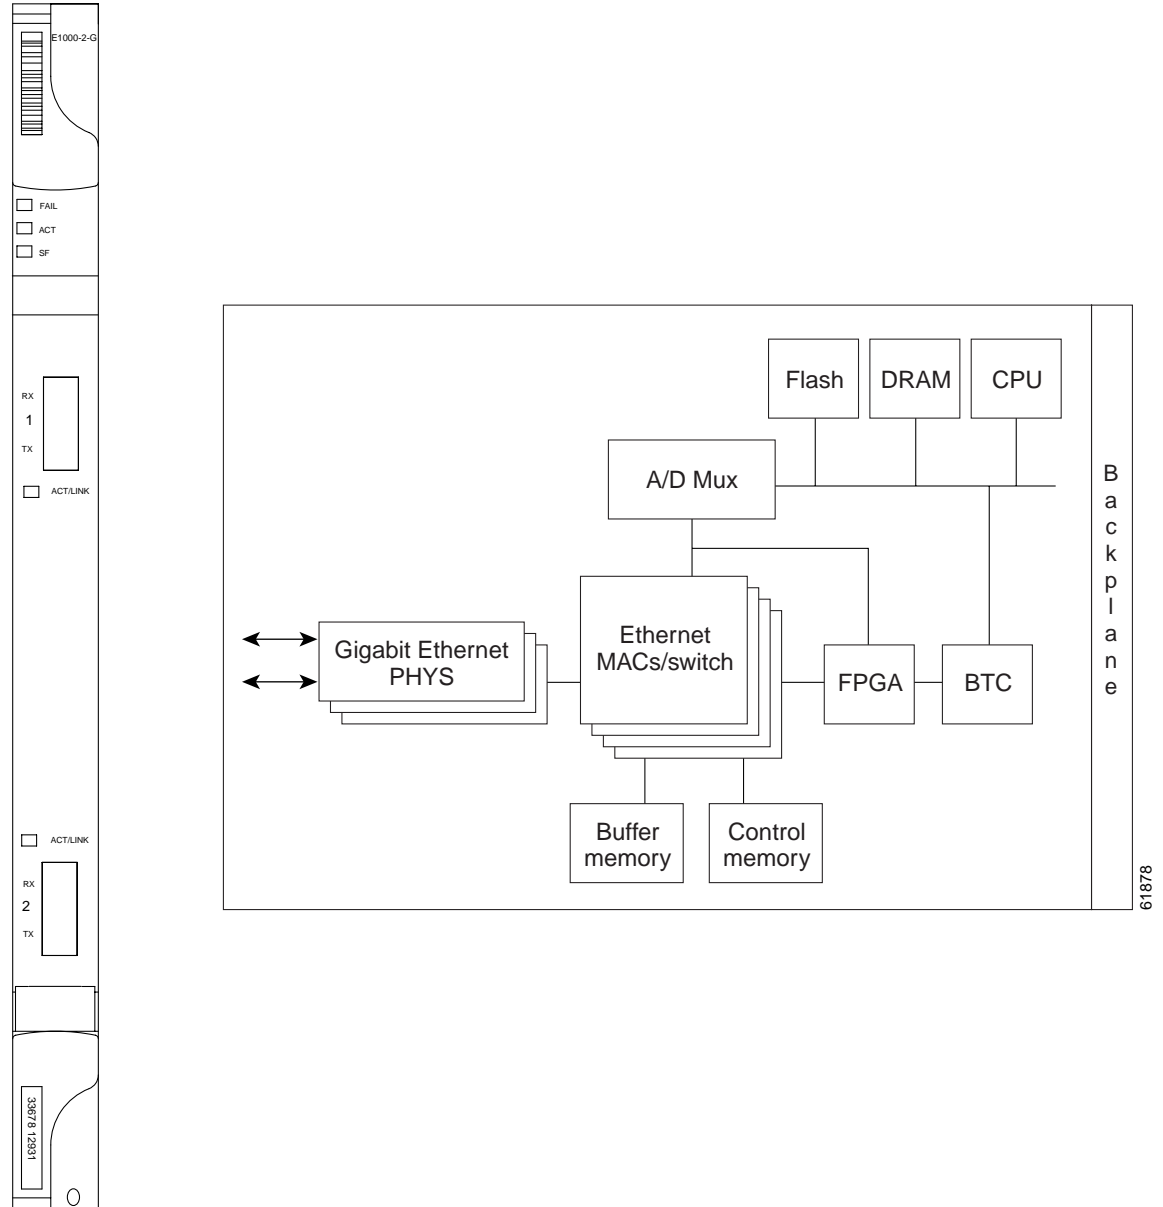 E1000-2-G
FAIL
ACT
SF
RX
1
TX
ACT/LINK
ACT/LINK
RX
2
TX
33678 12931
Flash
DRAM
CPU
A/D Mux
Gigabit Ethernet
PHYS
Ethernet
MACs/switch
FPGA
BTC
Buffer
memory
Control
memory
Backplane
61878